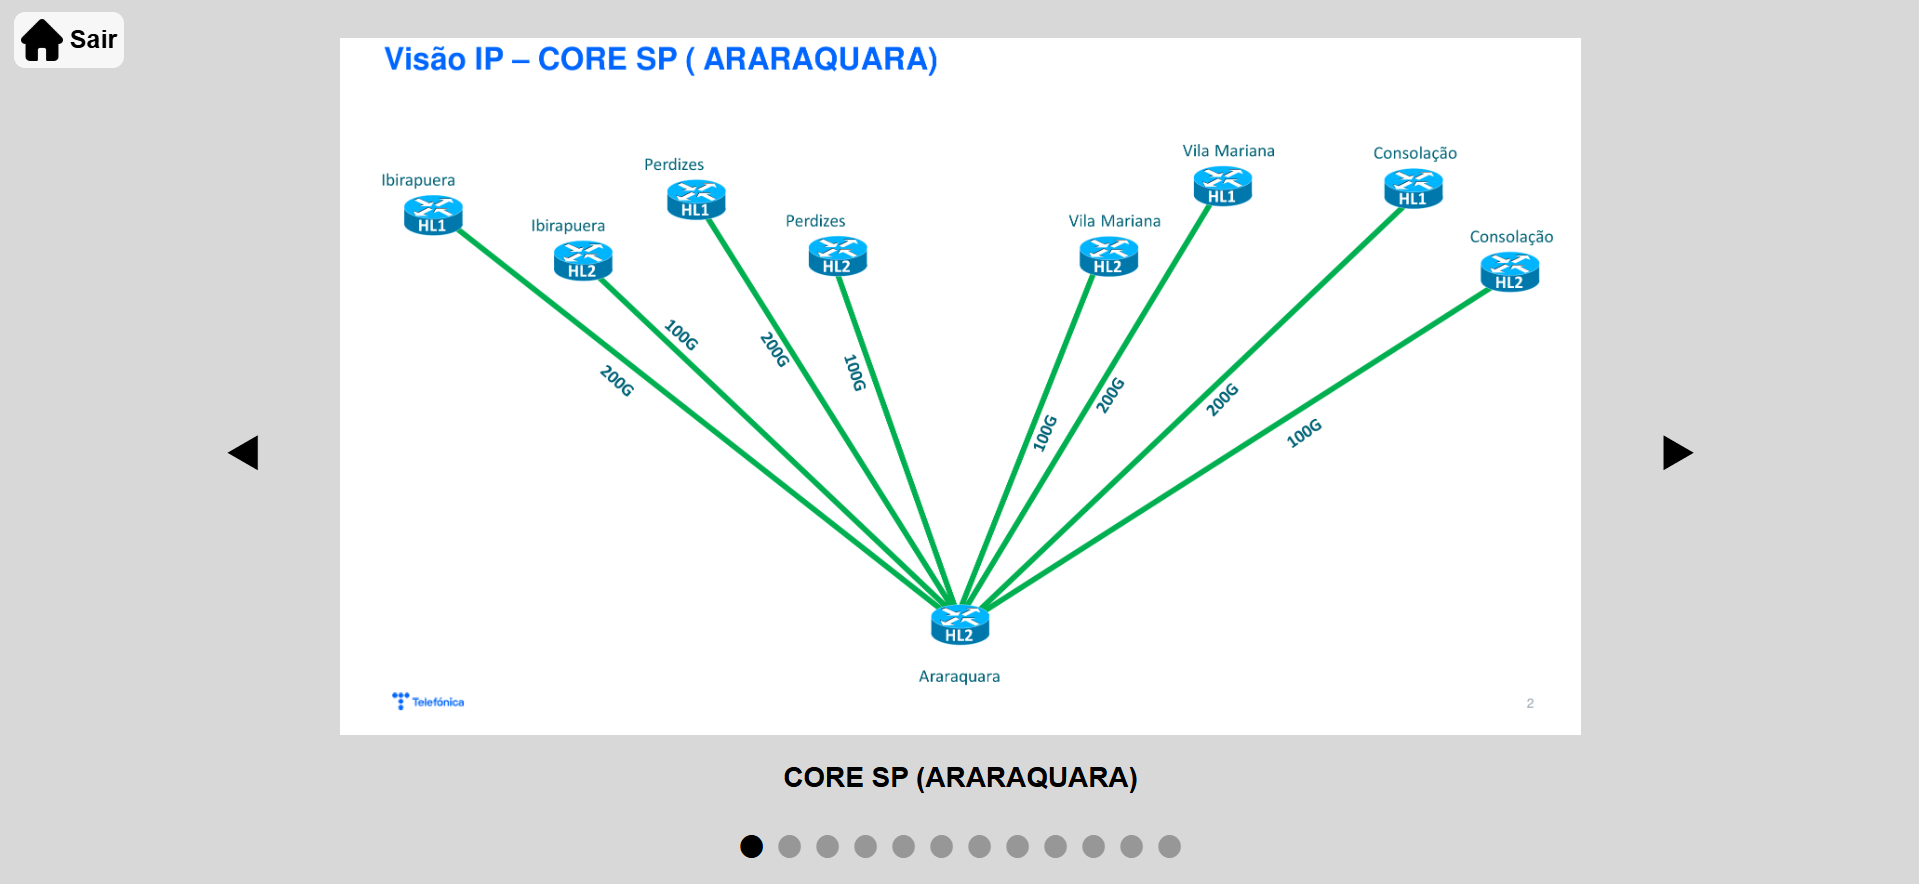 Sair
Visão IP – CORE SP ( ARARAQUARA)
Vila Mariana
Consolação
Perdizes
Ibirapuera
HL1
HL1
HL1
HL1
Ibirapuera
Perdizes
Vila Mariana
Consolação
HL2
HL2
HL2
HL2
100G
200G
100G
200G
200G
200G
100G
100G
HL2
Araraquara
Telefónica
2
CORE SP (ARARAQUARA)